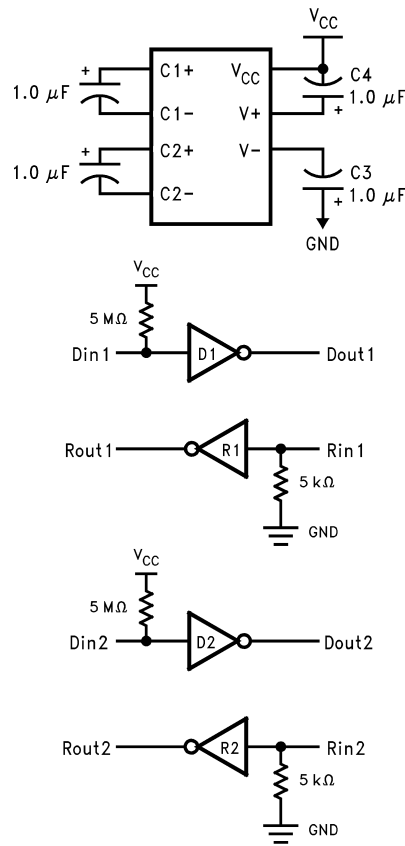 VCC
C1+ VCC C4
1.0 μF + 1.0 μF
C1− V+ +
C2+ V− C3
1.0 μF + 1.0 μF
C2− +
GND
VCC
5 MΩ
Din1 D1 Dout1
Rout1 R1 Rin1
5 kΩ
GND
VCC
5 MΩ
Din2 D2 Dout2
Rout2 R2 Rin2
5 kΩ
GND